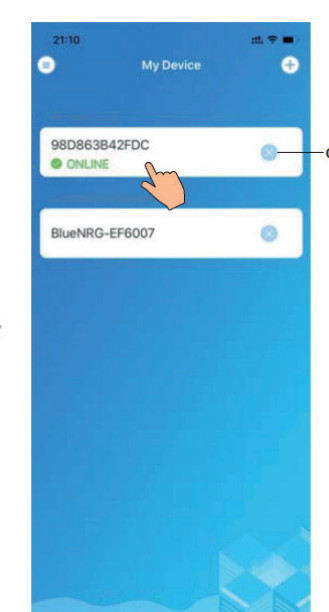 21:10
My Device
98D863B42FDC
ONLINE
BlueNRG-EF6007